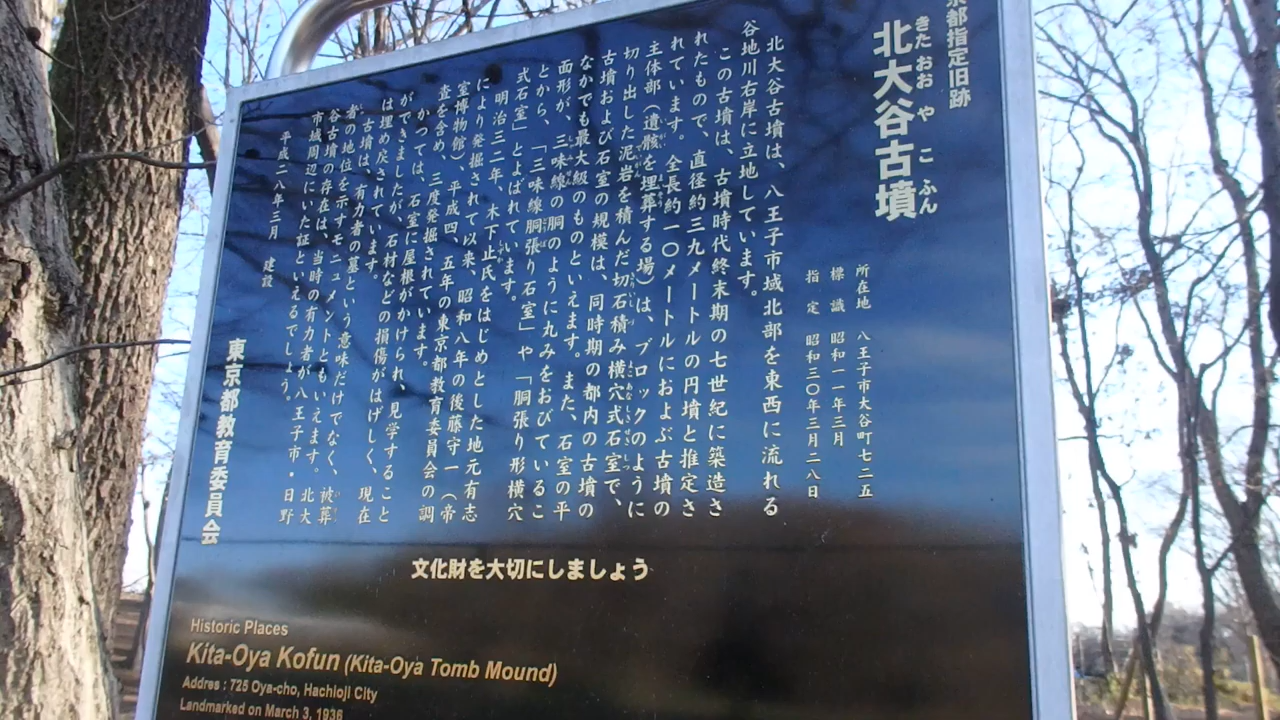 京都指定旧跡
北大谷古墳
きたおおやこふん
所在地 八王子市大谷町七二五
標識 昭和一一年三月
指定 昭和三〇年三月二八日
北大谷古墳は、八王子市域北部を東西に流れる
谷地川右岸に立地しています。
この古墳は、古墳時代終末期の七世紀に築造さ
れたもので、直径約三九メートルの円墳と推定さ
れています。全長約一〇メートルにおよぶ古墳の
主体部（遺骸を埋葬する場）は、ブロックのように
切り出した泥岩を積んだ切石積み横穴式石室で、
古墳および石室の規模は、同時期の都内の古墳の
なかでも最大級のものといえます。また、石室の平
面形が、三味線の胴のように丸みをおびているこ
とから、「三味線胴張り石室」や「胴張り形横穴
式石室」とよばれています。
明治三二年、木下止氏をはじめとした地元有志
により発掘されて以来、昭和八年の後藤守一（帝
室博物館）、平成四、五年の東京都教育委員会の調
査を含め、三度発掘されています。
かつては、石室に屋根がかけられ、見学すること
ができましたが、石材などの損傷がはげしく、現在
は埋め戻されています。
古墳は、有力者の墓という意味だけでなく、被葬
者の地位を示すモニュメントともいえます。北大
谷古墳の存在は、当時の有力者が八王子市・日野
市域周辺にいた証といえるでしょう。
平成二八年三月 建設
東京都教育委員会
文化財を大切にしましょう
Historic Places
Kita-Oya Kofun (Kita-Oya Tomb Mound)
Addres : 725 Oya-cho, Hachioji City
Landmarked on March 3, 1936